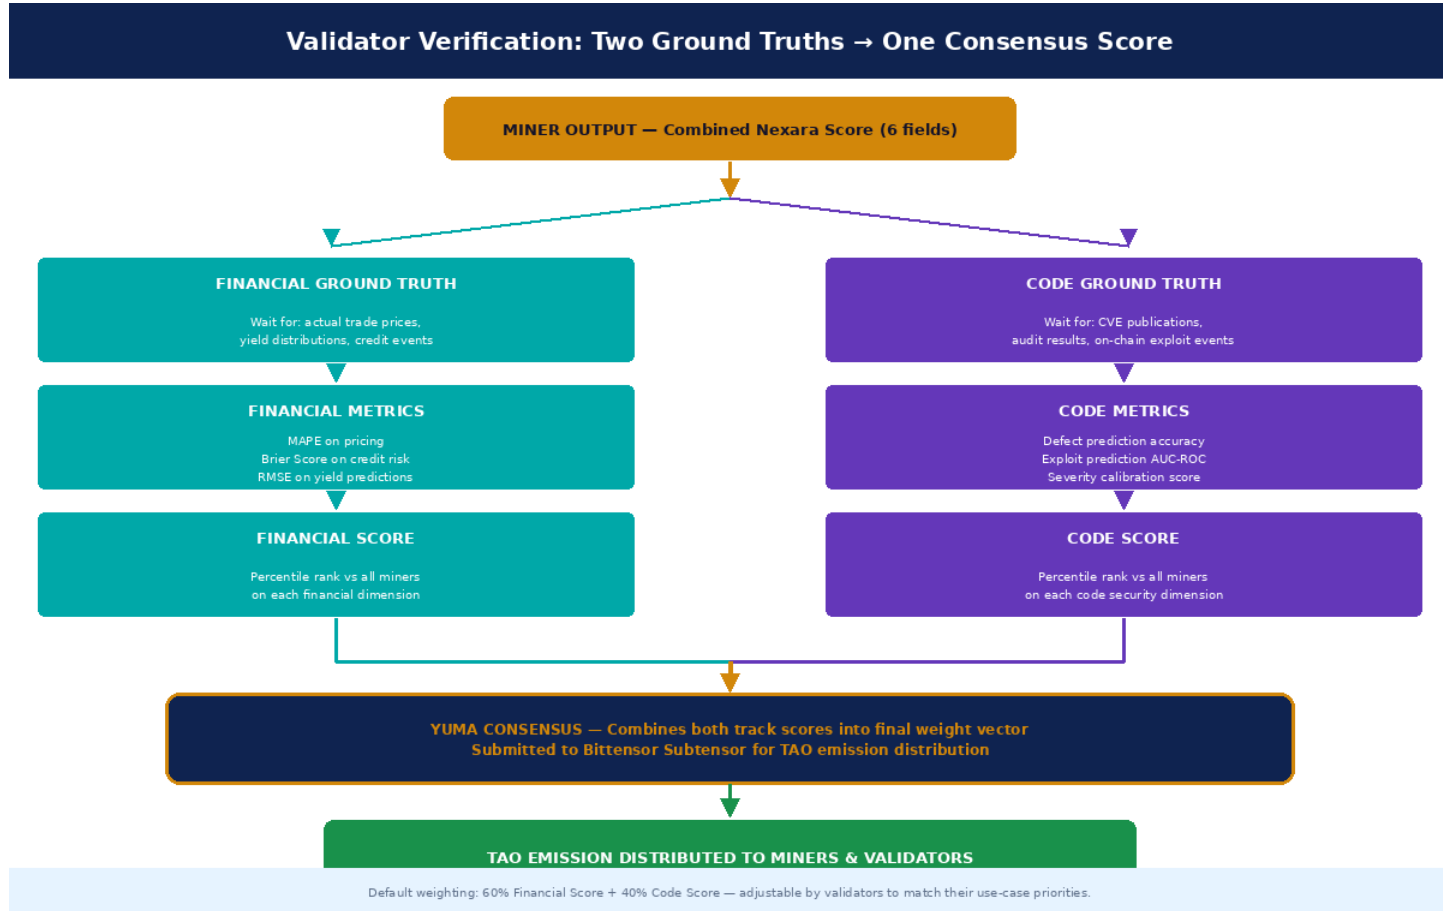 Validator Verification: Two Ground Truths → One Consensus Score
MINER OUTPUT — Combined Nexara Score (6 fields)
FINANCIAL GROUND TRUTH
Wait for: actual trade prices,
yield distributions, credit events
CODE GROUND TRUTH
Wait for: CVE publications,
audit results, on-chain exploit events
FINANCIAL METRICS
MAPE on pricing
Brier Score on credit risk
RMSE on yield predictions
CODE METRICS
Defect prediction accuracy
Exploit prediction AUC-ROC
Severity calibration score
FINANCIAL SCORE
Percentile rank vs all miners
on each financial dimension
CODE SCORE
Percentile rank vs all miners
on each code security dimension
YUMA CONSENSUS — Combines both track scores into final weight vector
Submitted to Bittensor Subtensor for TAO emission distribution
TAO EMISSION DISTRIBUTED TO MINERS & VALIDATORS
Default weighting: 60% Financial Score + 40% Code Score — adjustable by validators to match their use-case priorities.